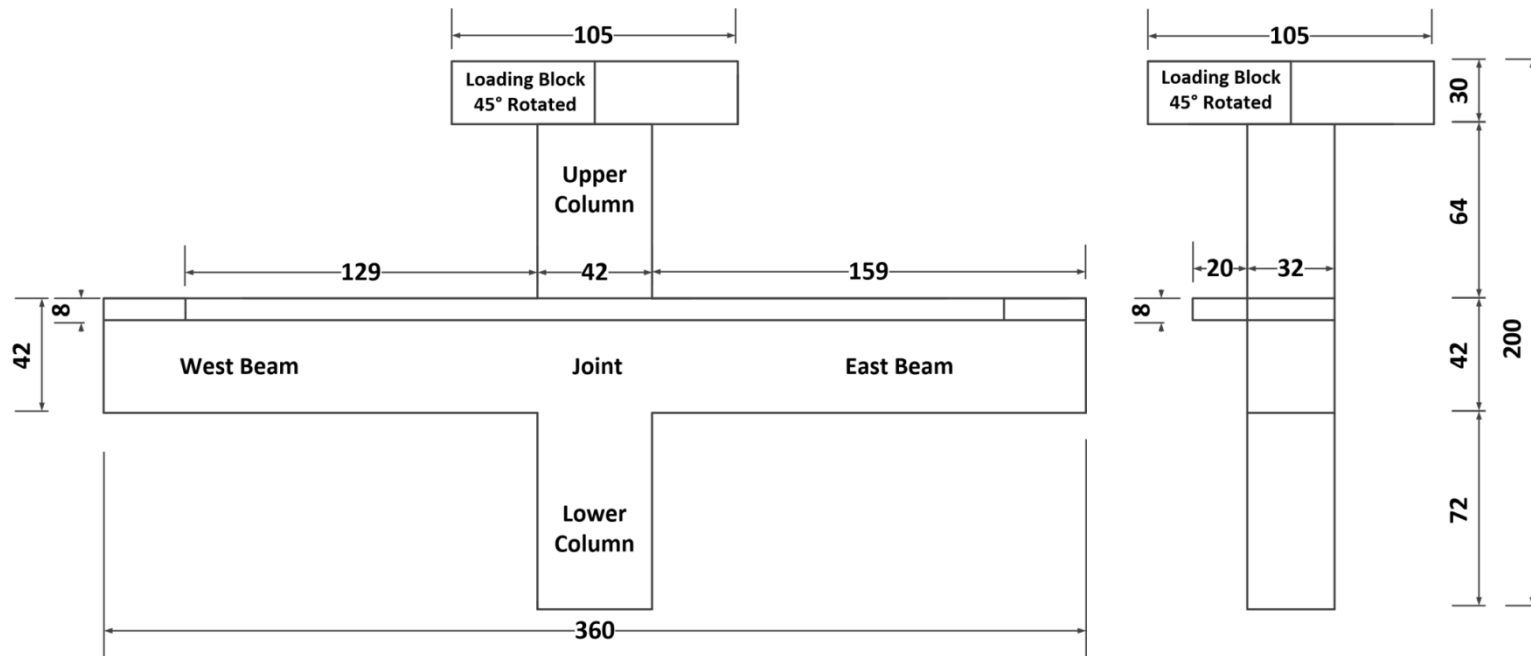 105
Loading Block
45° Rotated
Upper
Column
129
42
159
8
42
West Beam
Joint
East Beam
Lower
Column
360
105
Loading Block
45° Rotated
30
64
20
32
8
42
200
72